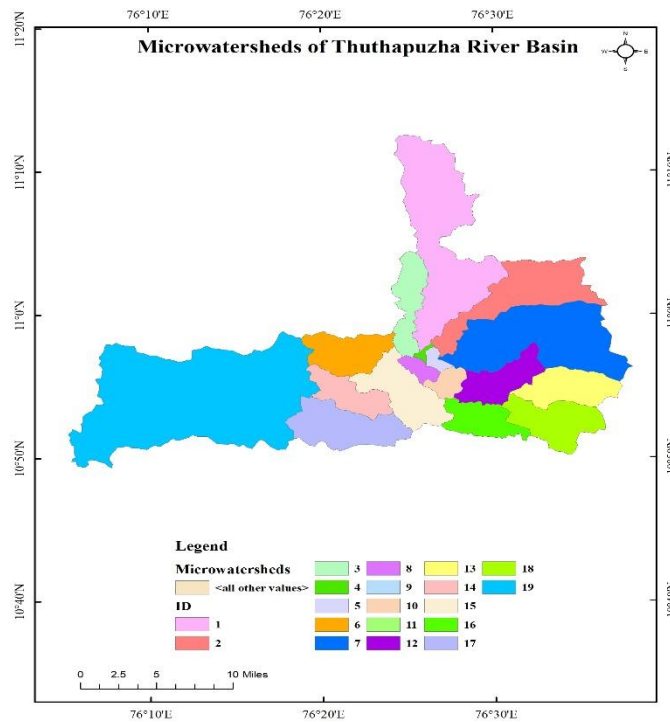 76°10'E 76°20'E 76°30'E
11°20'N
Microwatersheds of Thuthapuzha River Basin
N
W E
S
11°10'N
11°0'N
10°50'N
10°40'N
Legend
Microwatersheds
<all other values>
ID
1
2
3 8 13 18
4 9 14 19
5 10 15
6 11 16
7 12 17
0 2.5 5 10 Miles
76°10'E 76°20'E 76°30'E